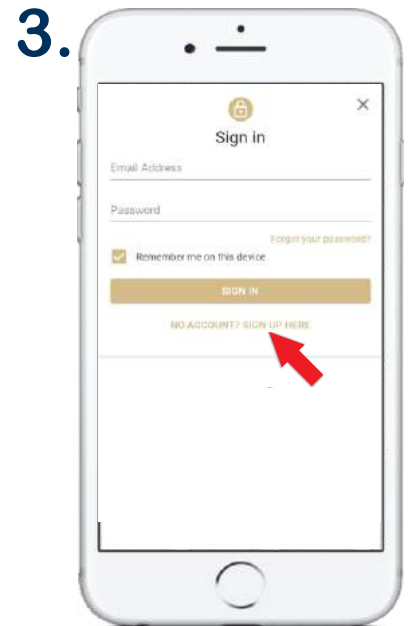 3.
Sign in
Email Address
Password
Forgot your password?
Remember me on this device
SIGN IN
NO ACCOUNT? SIGN UP HERE